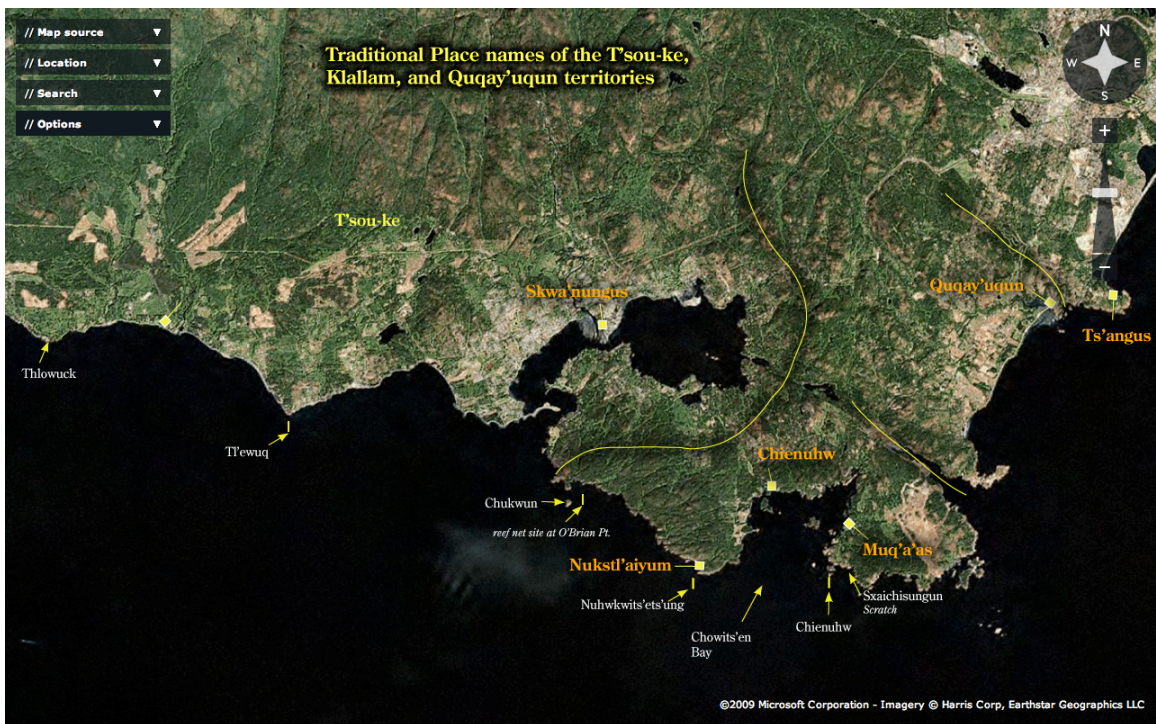 // Map source ▼
// Location ▼
// Search ▼
// Options ▼
Traditional Place names of the T'sou-ke,
Klallam, and Quqay'uqun territories
N
W E
S
+
−
T'sou-ke
Skwa'nungus
Quqay'uqun
Ts'angus
Thlowuck
Tl'ewuq
Chienuhw
Chukwun
reef net site at O'Brian Pt.
Muq'a'as
Nukstl'aiyum
Nuhwkwits'ets'ung
Sxaichisungun
Scratch
Chienuhw
Chowits'en
Bay
©2009 Microsoft Corporation - Imagery © Harris Corp, Earthstar Geographics LLC